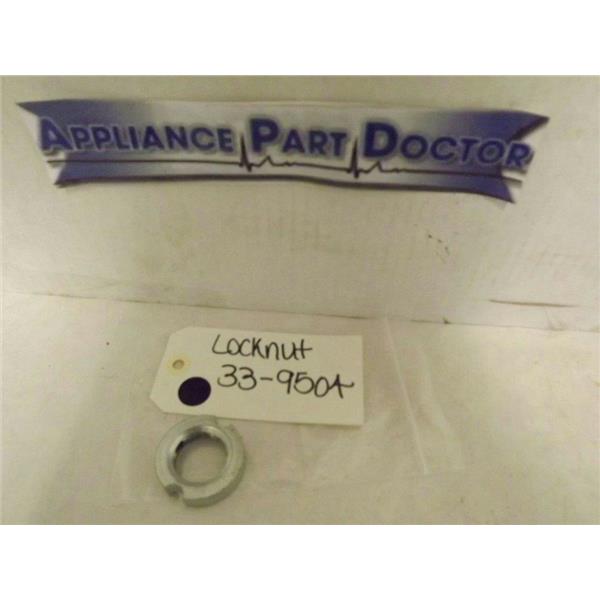 APPLIANCE PART DOCTOR
Locknut
33-9504